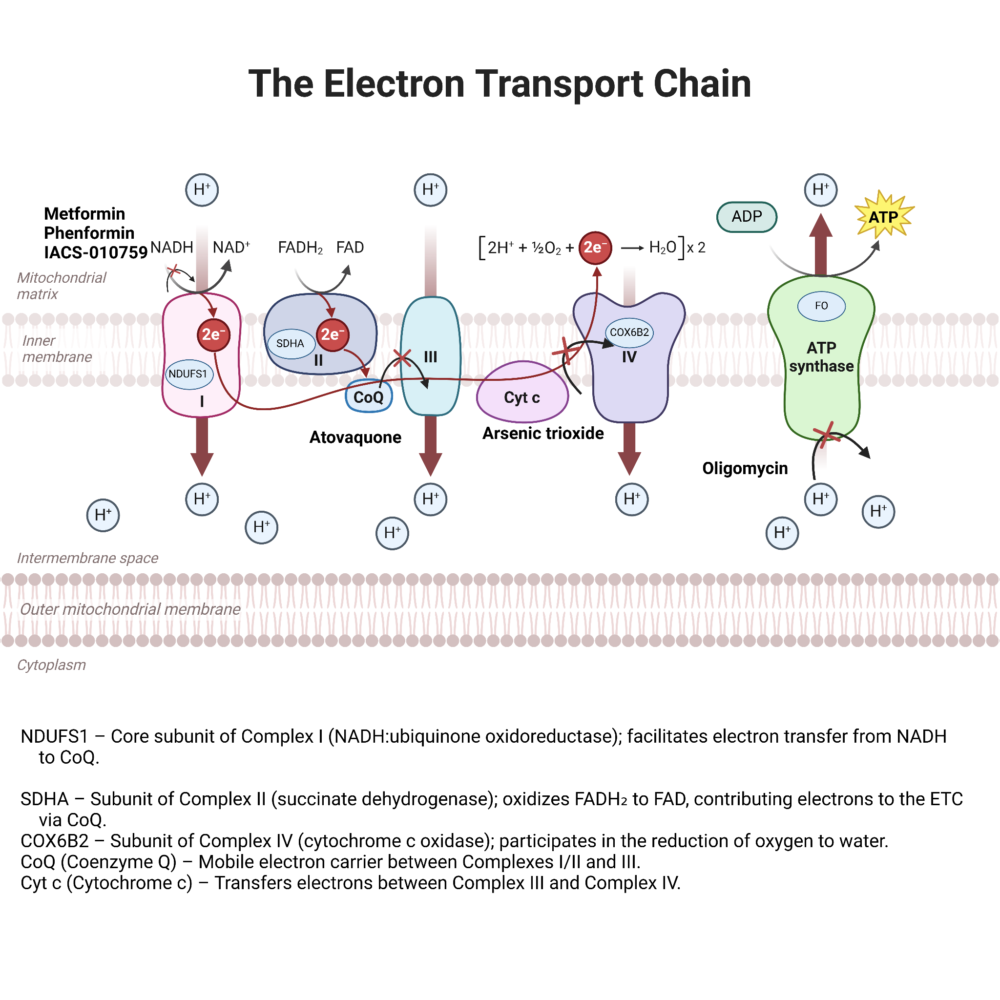 The Electron Transport Chain
H⁺
H⁺
H⁺
Metformin
Phenformin
IACS-010759
NADH
NAD⁺
FADH₂
FAD
[2H⁺ + ½O₂ + 2e⁻ → H₂O] x 2
ADP
ATP
Mitochondrial
matrix
Inner
membrane
2e⁻
NDUFS1
I
SDHA
2e⁻
II
CoQ
III
Cyt c
COX6B2
IV
FO
ATP
synthase
Atovaquone
Arsenic trioxide
Oligomycin
H⁺
H⁺
H⁺
H⁺
H⁺
H⁺
H⁺
H⁺
H⁺
Intermembrane space
Outer mitochondrial membrane
Cytoplasm
NDUFS1 – Core subunit of Complex I (NADH:ubiquinone oxidoreductase); facilitates electron transfer from NADH
to CoQ.
SDHA – Subunit of Complex II (succinate dehydrogenase); oxidizes FADH₂ to FAD, contributing electrons to the ETC
via CoQ.
COX6B2 – Subunit of Complex IV (cytochrome c oxidase); participates in the reduction of oxygen to water.
CoQ (Coenzyme Q) – Mobile electron carrier between Complexes I/II and III.
Cyt c (Cytochrome c) – Transfers electrons between Complex III and Complex IV.